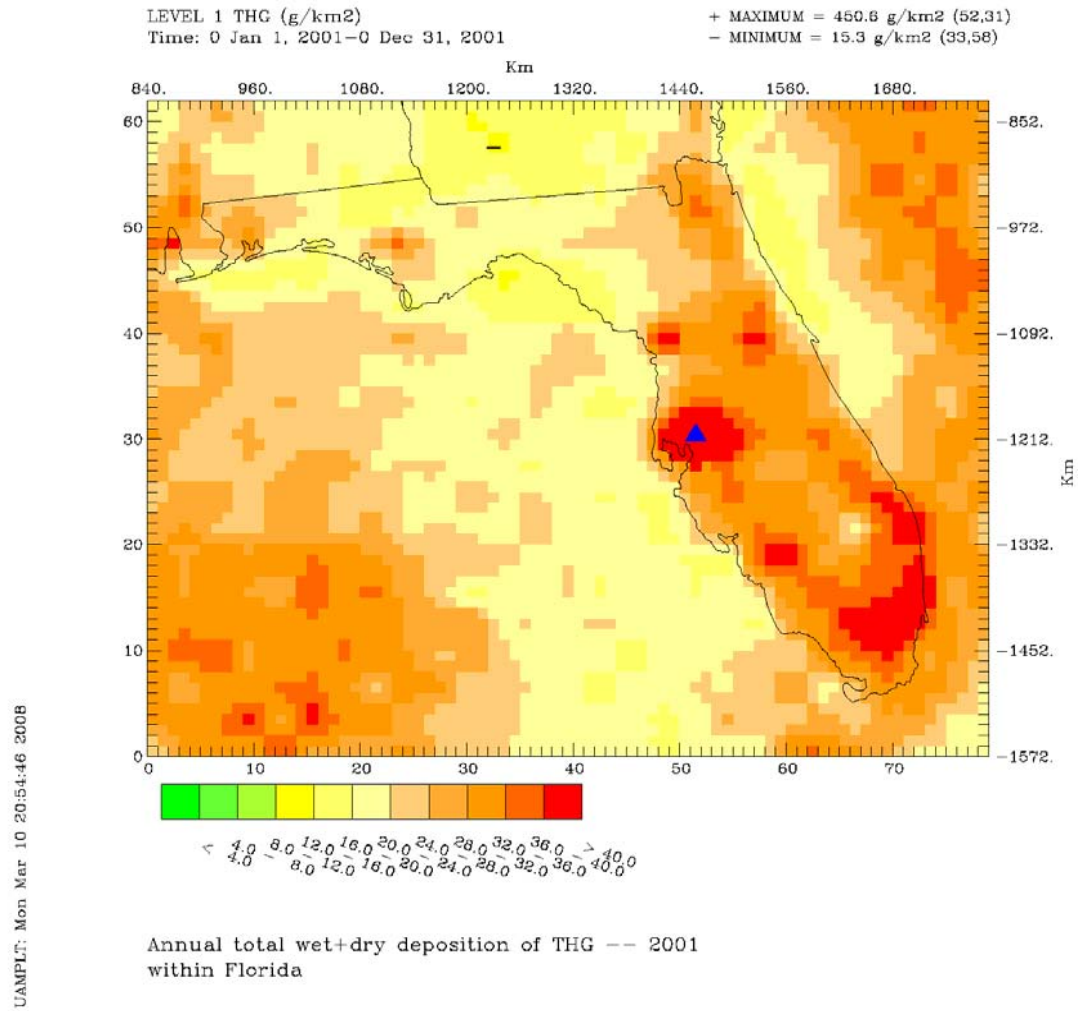 LEVEL 1 THG (g/km2)
Time: 0 Jan 1, 2001−0 Dec 31, 2001
+ MAXIMUM = 450.6 g/km2 (52,31)
− MINIMUM = 15.3 g/km2 (33,58)
Km
840. 960. 1080. 1200. 1320. 1440. 1560. 1680.
60 −852.
50 −972.
40 −1092.
30 −1212.
Km
20 −1332.
10 −1452.
0 −1572.
0 10 20 30 40 50 60 70
< 4.0
4.0 − 8.0
8.0 − 12.0
12.0 − 16.0
16.0 − 20.0
20.0 − 24.0
24.0 − 28.0
28.0 − 32.0
32.0 − 36.0
36.0 − 40.0
> 40.0
Annual total wet+dry deposition of THG −− 2001
within Florida
UAMPLT: Mon Mar 10 20:54:46 2008